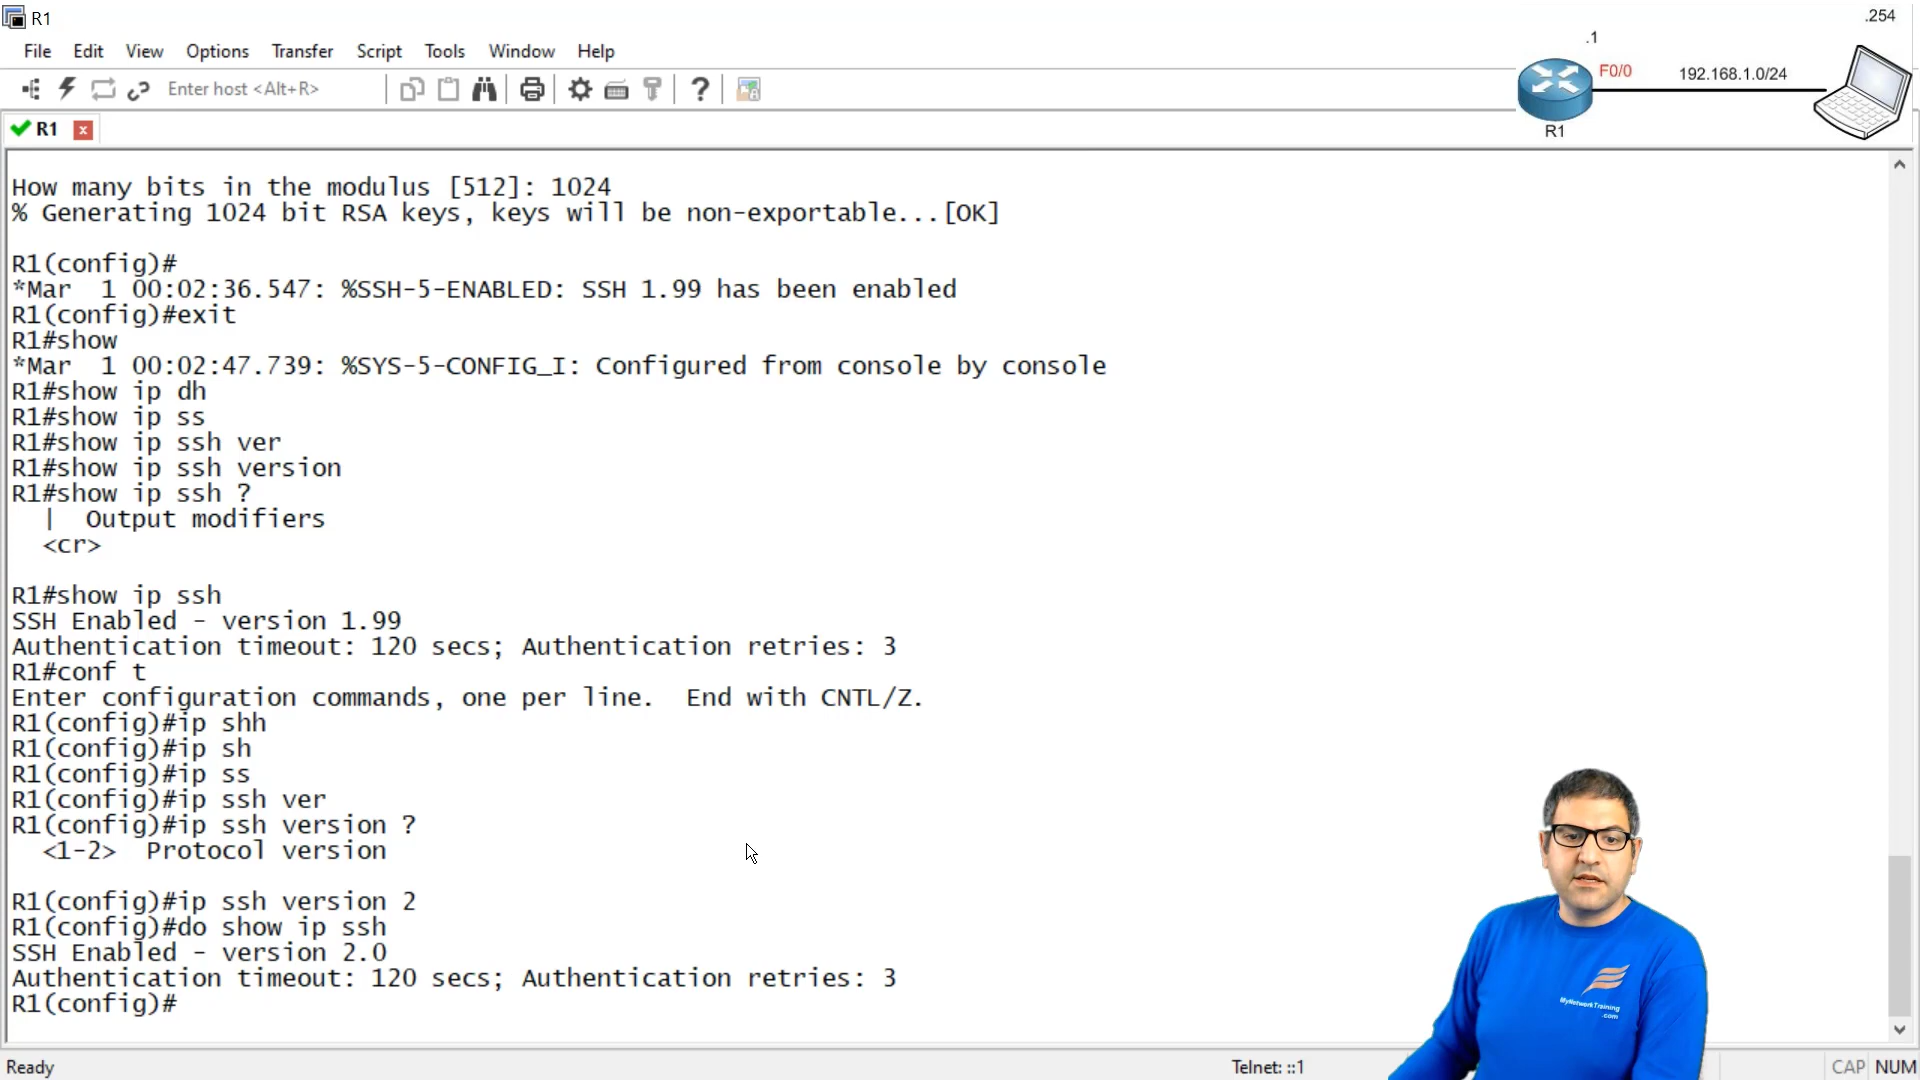 R1
.254
File Edit View Options Transfer Script Tools Window Help
.1
Enter host <Alt+R>
F0/0
192.168.1.0/24
R1
R1
How many bits in the modulus [512]: 1024
% Generating 1024 bit RSA keys, keys will be non-exportable...[OK]
R1(config)#
*Mar  1 00:02:36.547: %SSH-5-ENABLED: SSH 1.99 has been enabled
R1(config)#exit
R1#show
*Mar  1 00:02:47.739: %SYS-5-CONFIG_I: Configured from console by console
R1#show ip dh
R1#show ip ss
R1#show ip ssh ver
R1#show ip ssh version
R1#show ip ssh ?
  |  Output modifiers
  <cr>
R1#show ip ssh
SSH Enabled - version 1.99
Authentication timeout: 120 secs; Authentication retries: 3
R1#conf t
Enter configuration commands, one per line.  End with CNTL/Z.
R1(config)#ip shh
R1(config)#ip sh
R1(config)#ip ss
R1(config)#ip ssh ver
R1(config)#ip ssh version ?
  <1-2>  Protocol version
R1(config)#ip ssh version 2
R1(config)#do show ip ssh
SSH Enabled - version 2.0
Authentication timeout: 120 secs; Authentication retries: 3
R1(config)#
MyNetworkTraining
.com
Ready
Telnet: ::1
CAP NUM